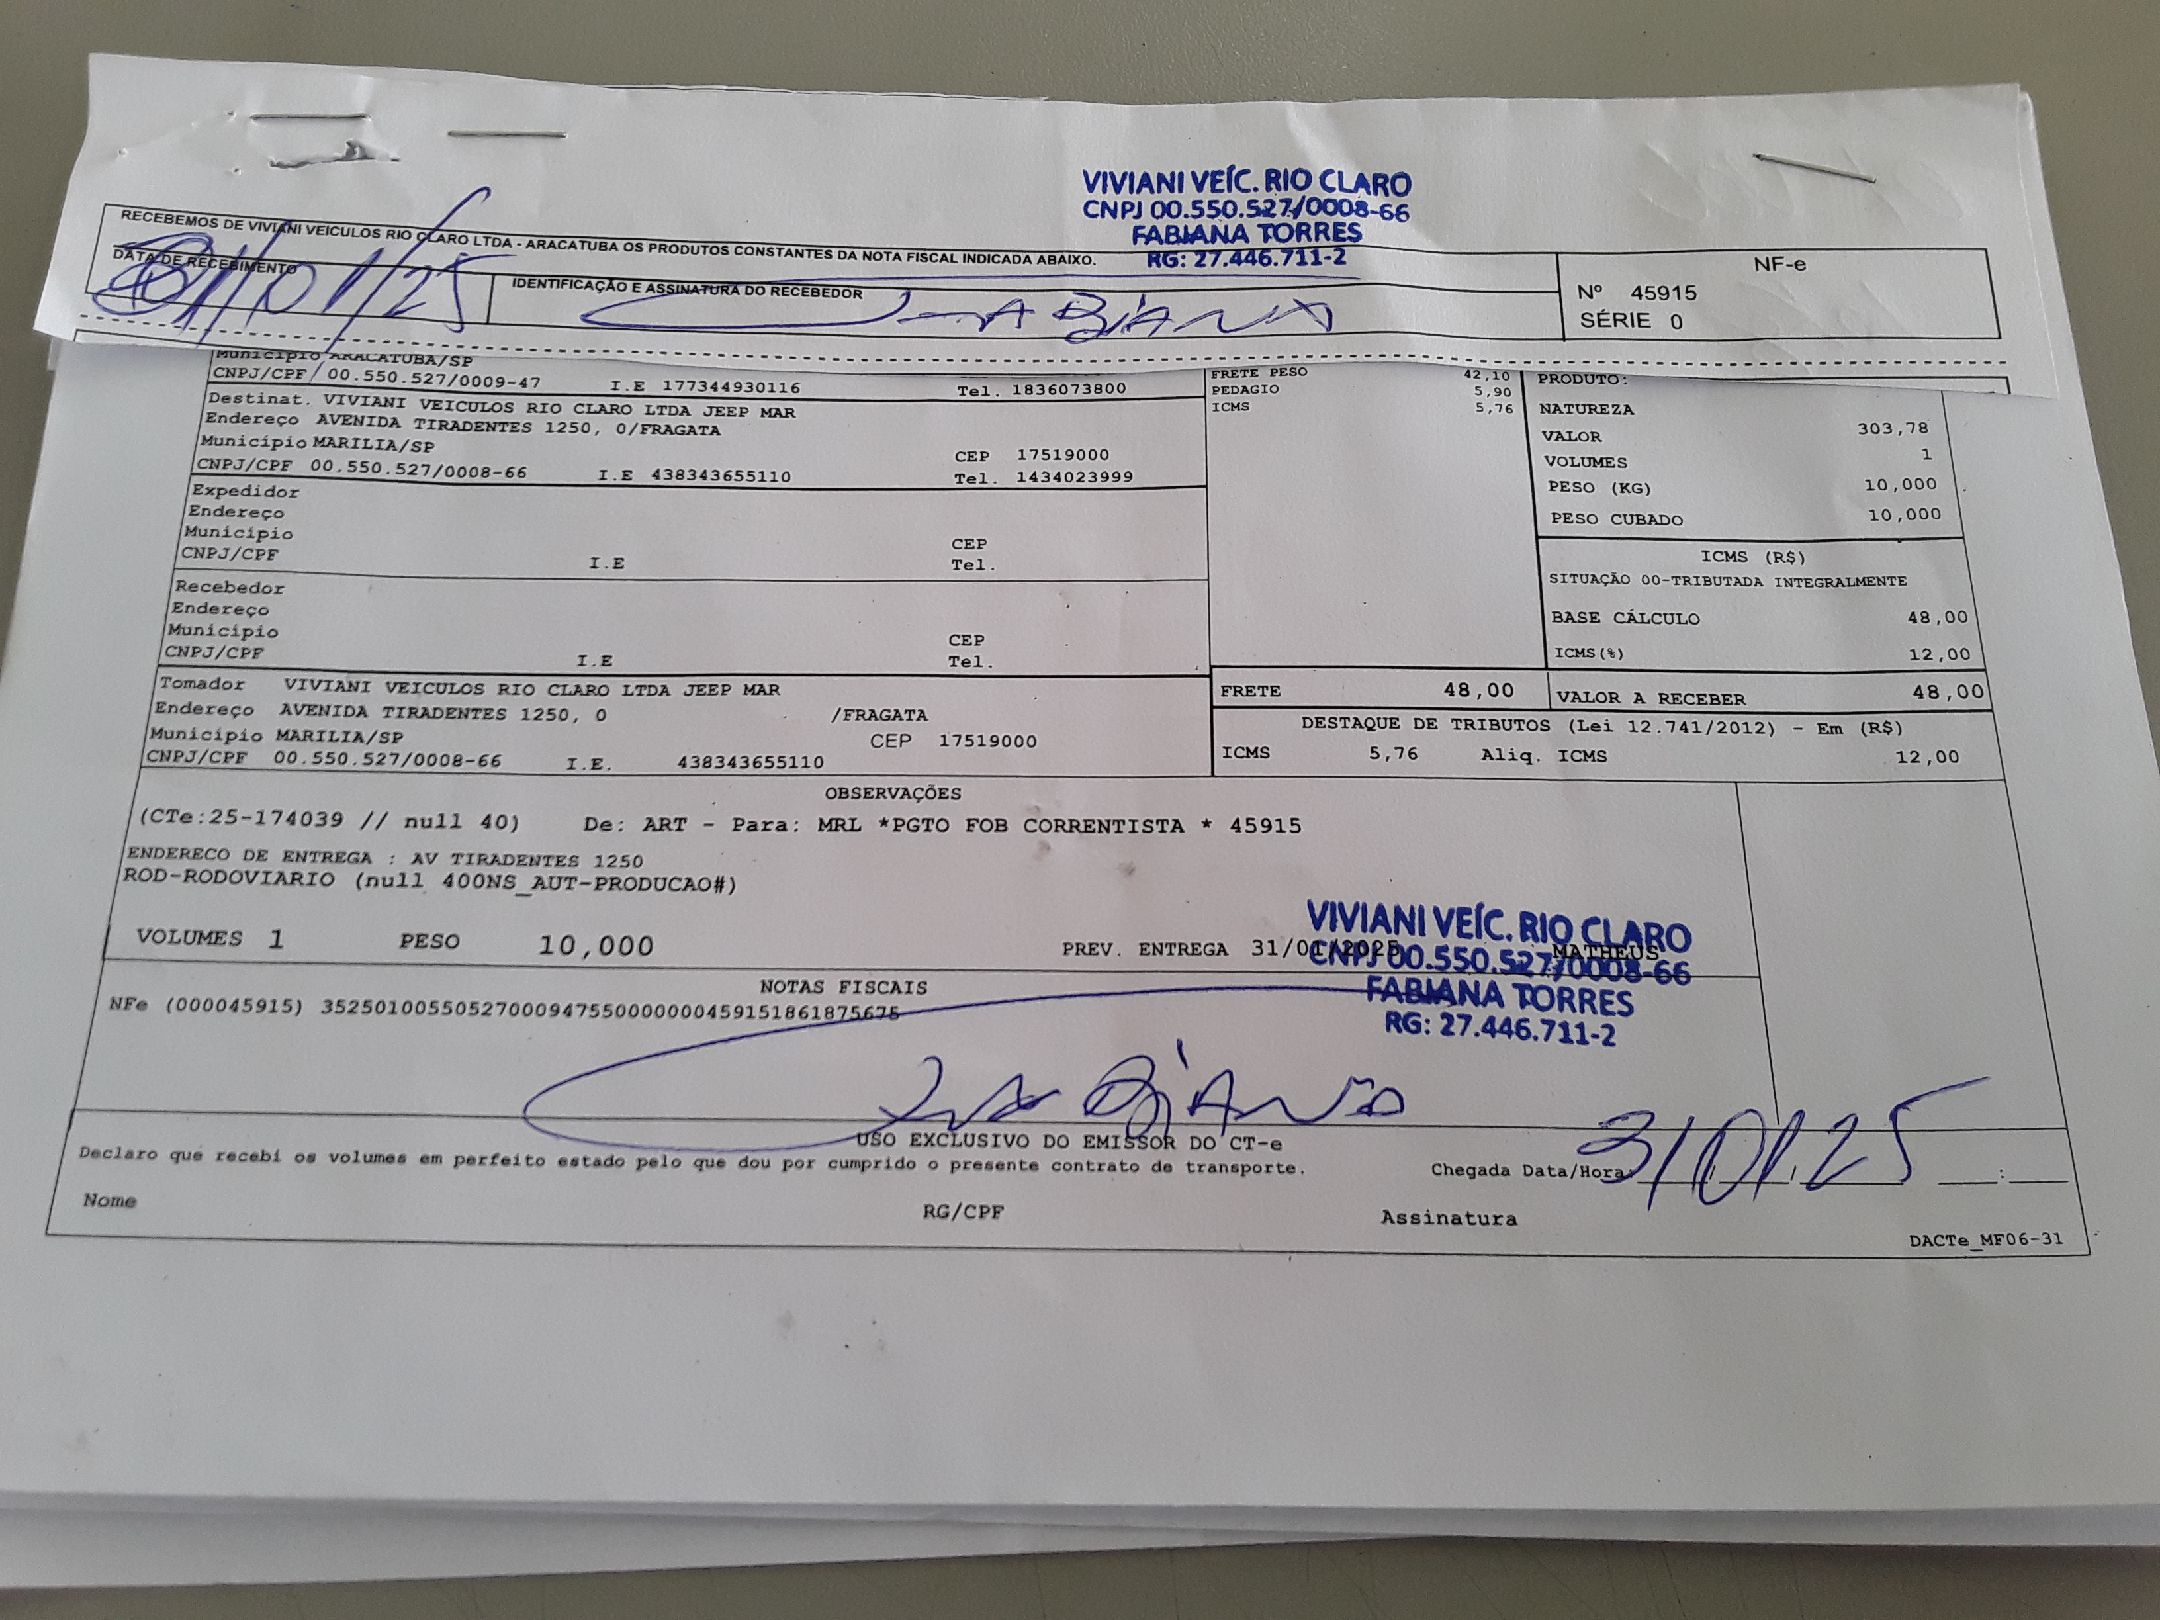 VIVIANI VEÍC. RIO CLARO
CNPJ 00.550.527/0008-66
FABIANA TORRES
RG: 27.446.711-2
RECEBEMOS DE VIVIANI VEICULOS RIO CLARO LTDA - ARACATUBA OS PRODUTOS CONSTANTES DA NOTA FISCAL INDICADA ABAIXO.
DATA DE RECEBIMENTO
/01/25
IDENTIFICAÇÃO E ASSINATURA DO RECEBEDOR
FABIANA
NF-e
Nº 45915
SÉRIE 0
Município ARACATUBA/SP
CNPJ/CPF 00.550.527/0009-47 I.E 177344930116 Tel. 1836073800
Destinat. VIVIANI VEICULOS RIO CLARO LTDA JEEP MAR
Endereço AVENIDA TIRADENTES 1250, 0/FRAGATA
Município MARILIA/SP CEP 17519000
CNPJ/CPF 00.550.527/0008-66 I.E 438343655110 Tel. 1434023999
Expedidor
Endereço
Município CEP
CNPJ/CPF I.E Tel.
Recebedor
Endereço
Município CEP
CNPJ/CPF I.E Tel.
Tomador VIVIANI VEICULOS RIO CLARO LTDA JEEP MAR
Endereço AVENIDA TIRADENTES 1250, 0 /FRAGATA
Município MARILIA/SP CEP 17519000
CNPJ/CPF 00.550.527/0008-66 I.E. 438343655110
FRETE PESO 42,10
PEDAGIO 5,90
ICMS 5,76
PRODUTO:
NATUREZA
VALOR 303,78
VOLUMES 1
PESO (KG) 10,000
PESO CUBADO 10,000
ICMS (R$)
SITUAÇÃO 00-TRIBUTADA INTEGRALMENTE
BASE CÁLCULO 48,00
ICMS(%) 12,00
FRETE 48,00 VALOR A RECEBER 48,00
DESTAQUE DE TRIBUTOS (Lei 12.741/2012) - Em (R$)
ICMS 5,76 Aliq. ICMS 12,00
OBSERVAÇÕES
(CTe:25-174039 // null 40) De: ART - Para: MRL *PGTO FOB CORRENTISTA * 45915
ENDERECO DE ENTREGA : AV TIRADENTES 1250
ROD-RODOVIARIO (null 400NS_AUT-PRODUCAO#)
VOLUMES 1 PESO 10,000 PREV. ENTREGA 31/01/2025 MATHEUS
VIVIANI VEÍC. RIO CLARO
CNPJ 00.550.527/0008-66
FABIANA TORRES
RG: 27.446.711-2
NOTAS FISCAIS
NFe (000045915) 35250100550527000947550000000459151861875675
FABIANA
USO EXCLUSIVO DO EMISSOR DO CT-e
Declaro que recebi os volumes em perfeito estado pelo que dou por cumprido o presente contrato de transporte.
Chegada Data/Hora 31/01/25 :
Nome RG/CPF Assinatura
DACTe_MF06-31